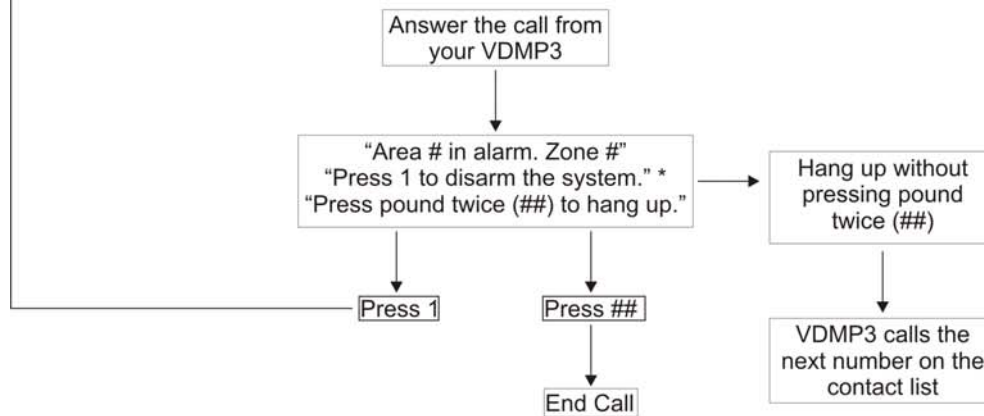 Answer the call from
your VDMP3
“Area # in alarm. Zone #”
“Press 1 to disarm the system.” *
“Press pound twice (##) to hang up.”
Hang up without
pressing pound
twice (##)
Press 1
Press ##
VDMP3 calls the
next number on the
contact list
End Call